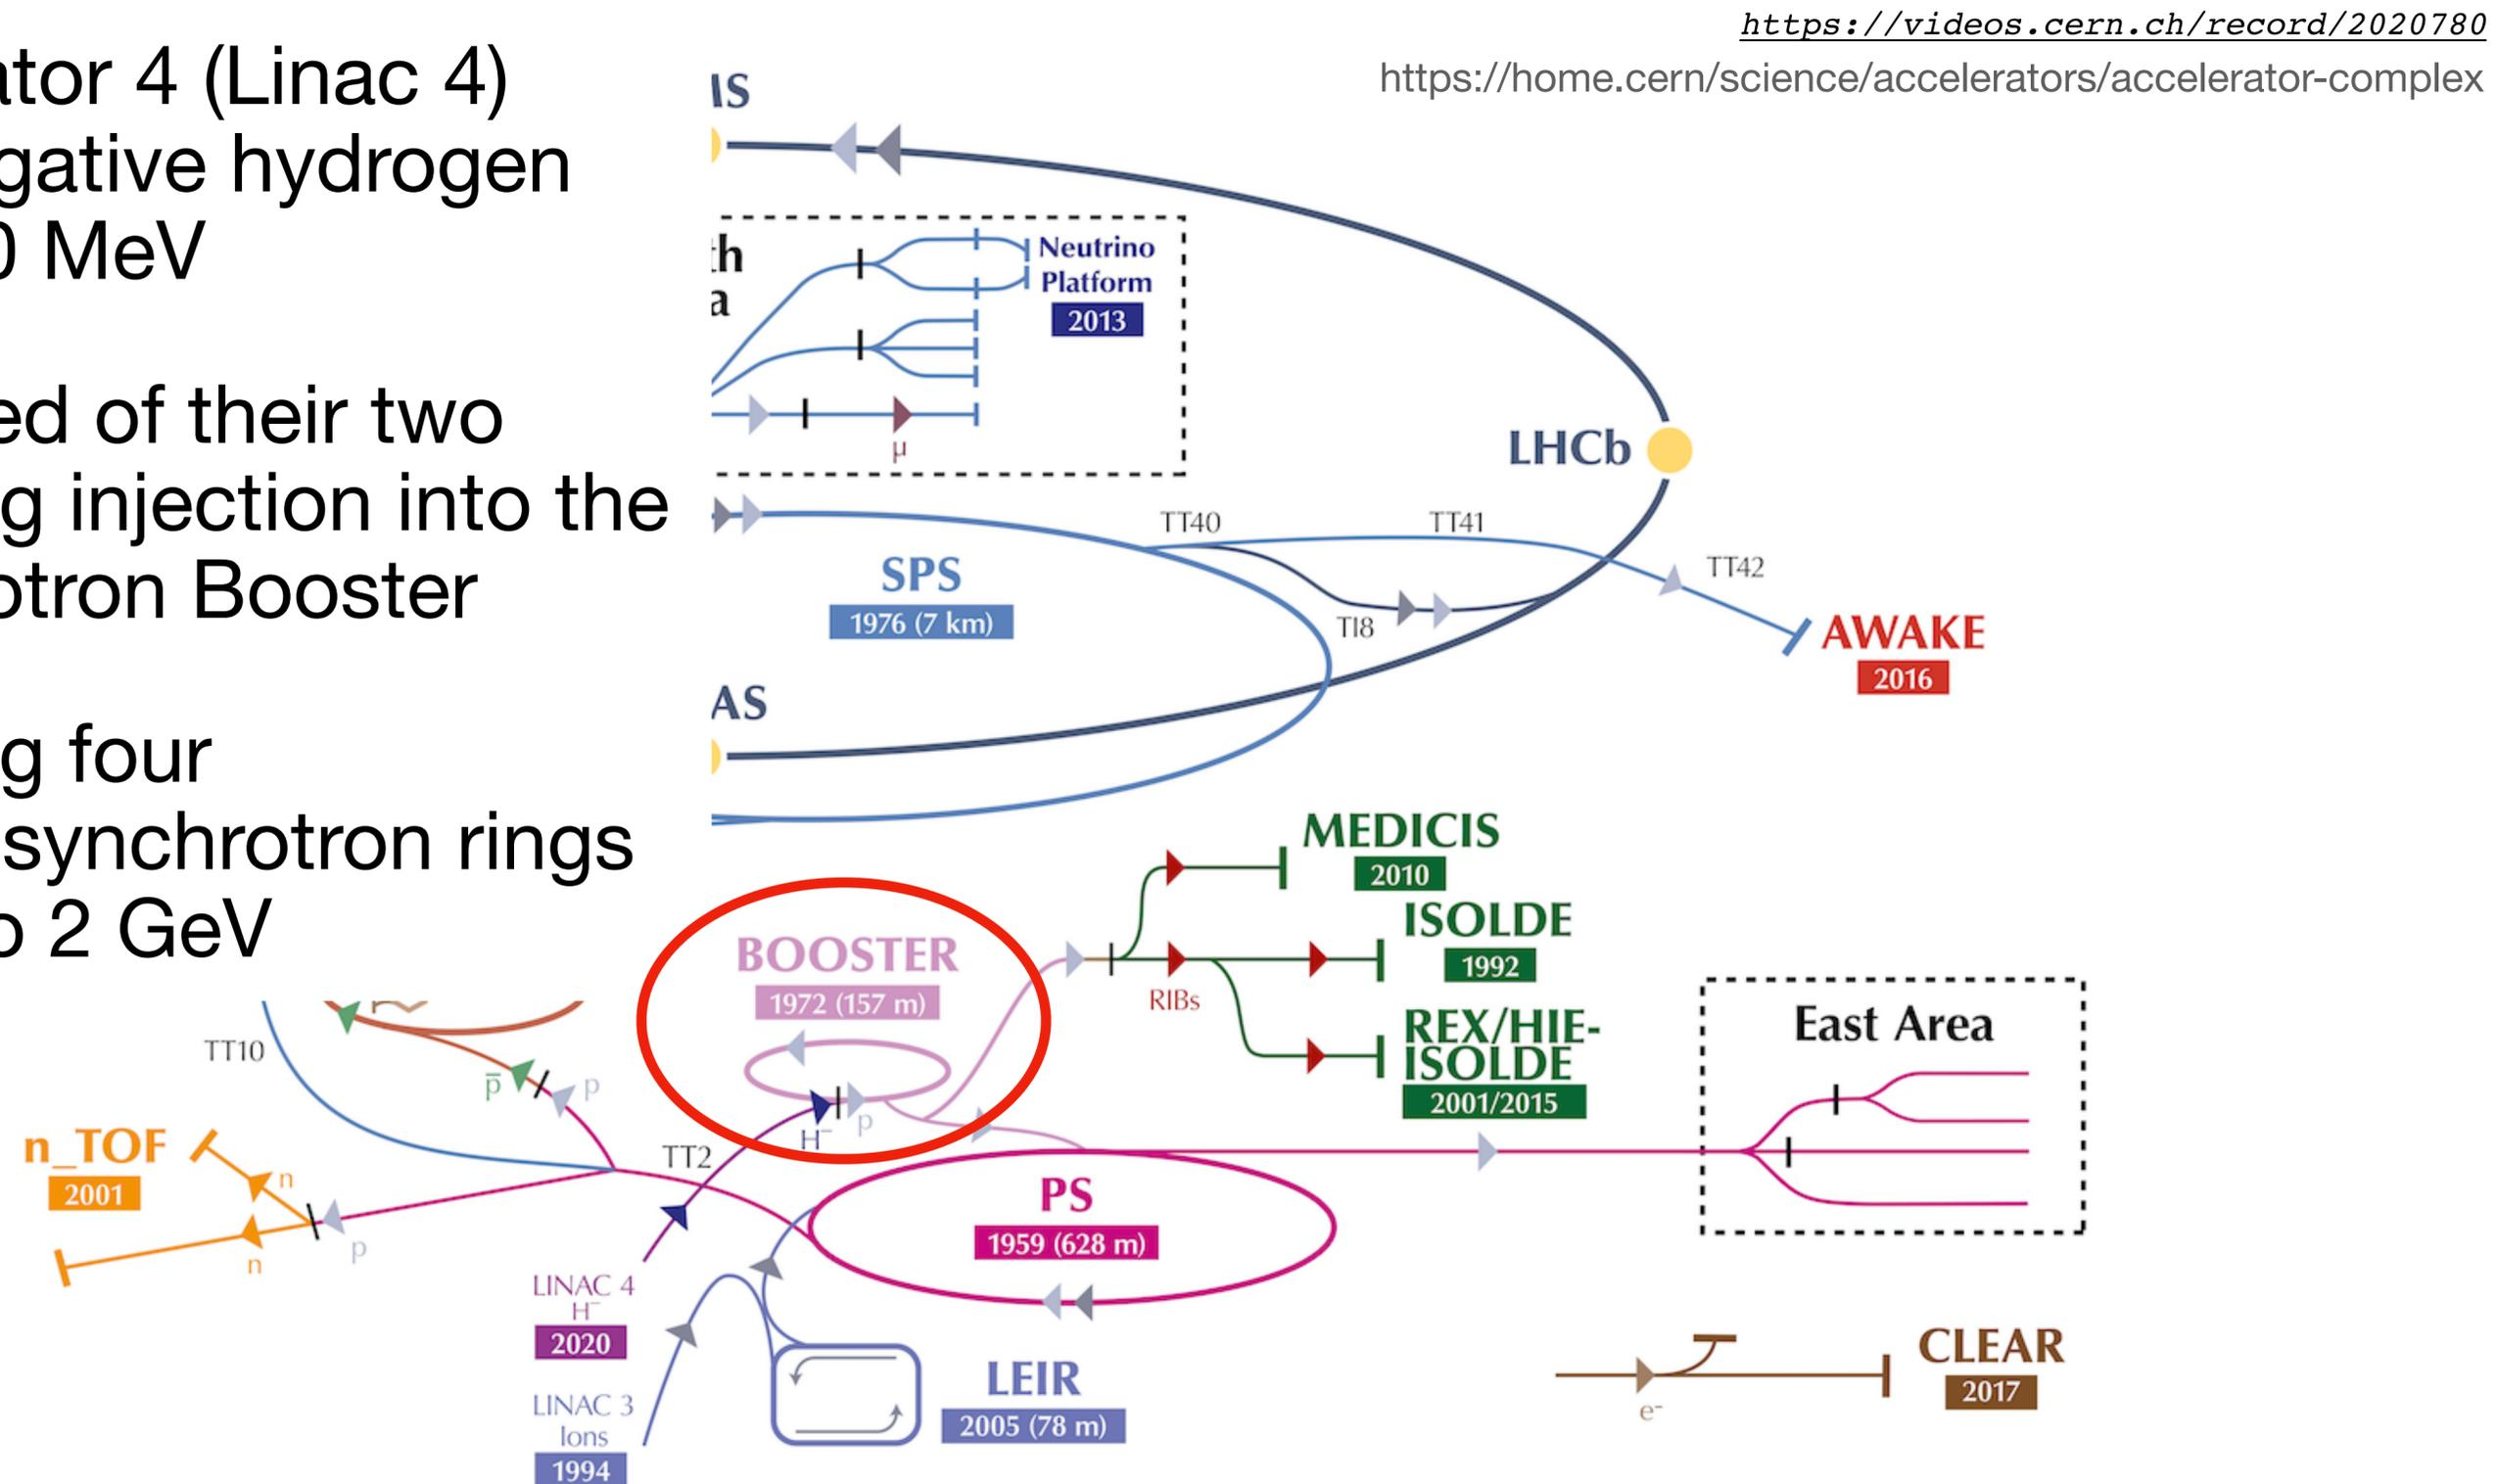 https://videos.cern.ch/record/2020780
https://home.cern/science/accelerators/accelerator-complex
ator 4 (Linac 4)
gative hydrogen
0 MeV
ed of their two
g injection into the
otron Booster
g four
synchrotron rings
o 2 GeV
IS
th
a
Neutrino
Platform
2013
μ
LHCb
TT40
TT41
TT42
SPS
1976 (7 km)
TI8
AWAKE
2016
AS
MEDICIS
2010
ISOLDE
1992
RIBs
REX/HIE-
ISOLDE
2001/2015
BOOSTER
1972 (157 m)
H⁻
p
East Area
TT10
p̅
p
n_TOF
2001
n
n
p
TT2
PS
1959 (628 m)
LINAC 4
H⁻
2020
LINAC 3
Ions
1994
LEIR
2005 (78 m)
CLEAR
2017
e⁻